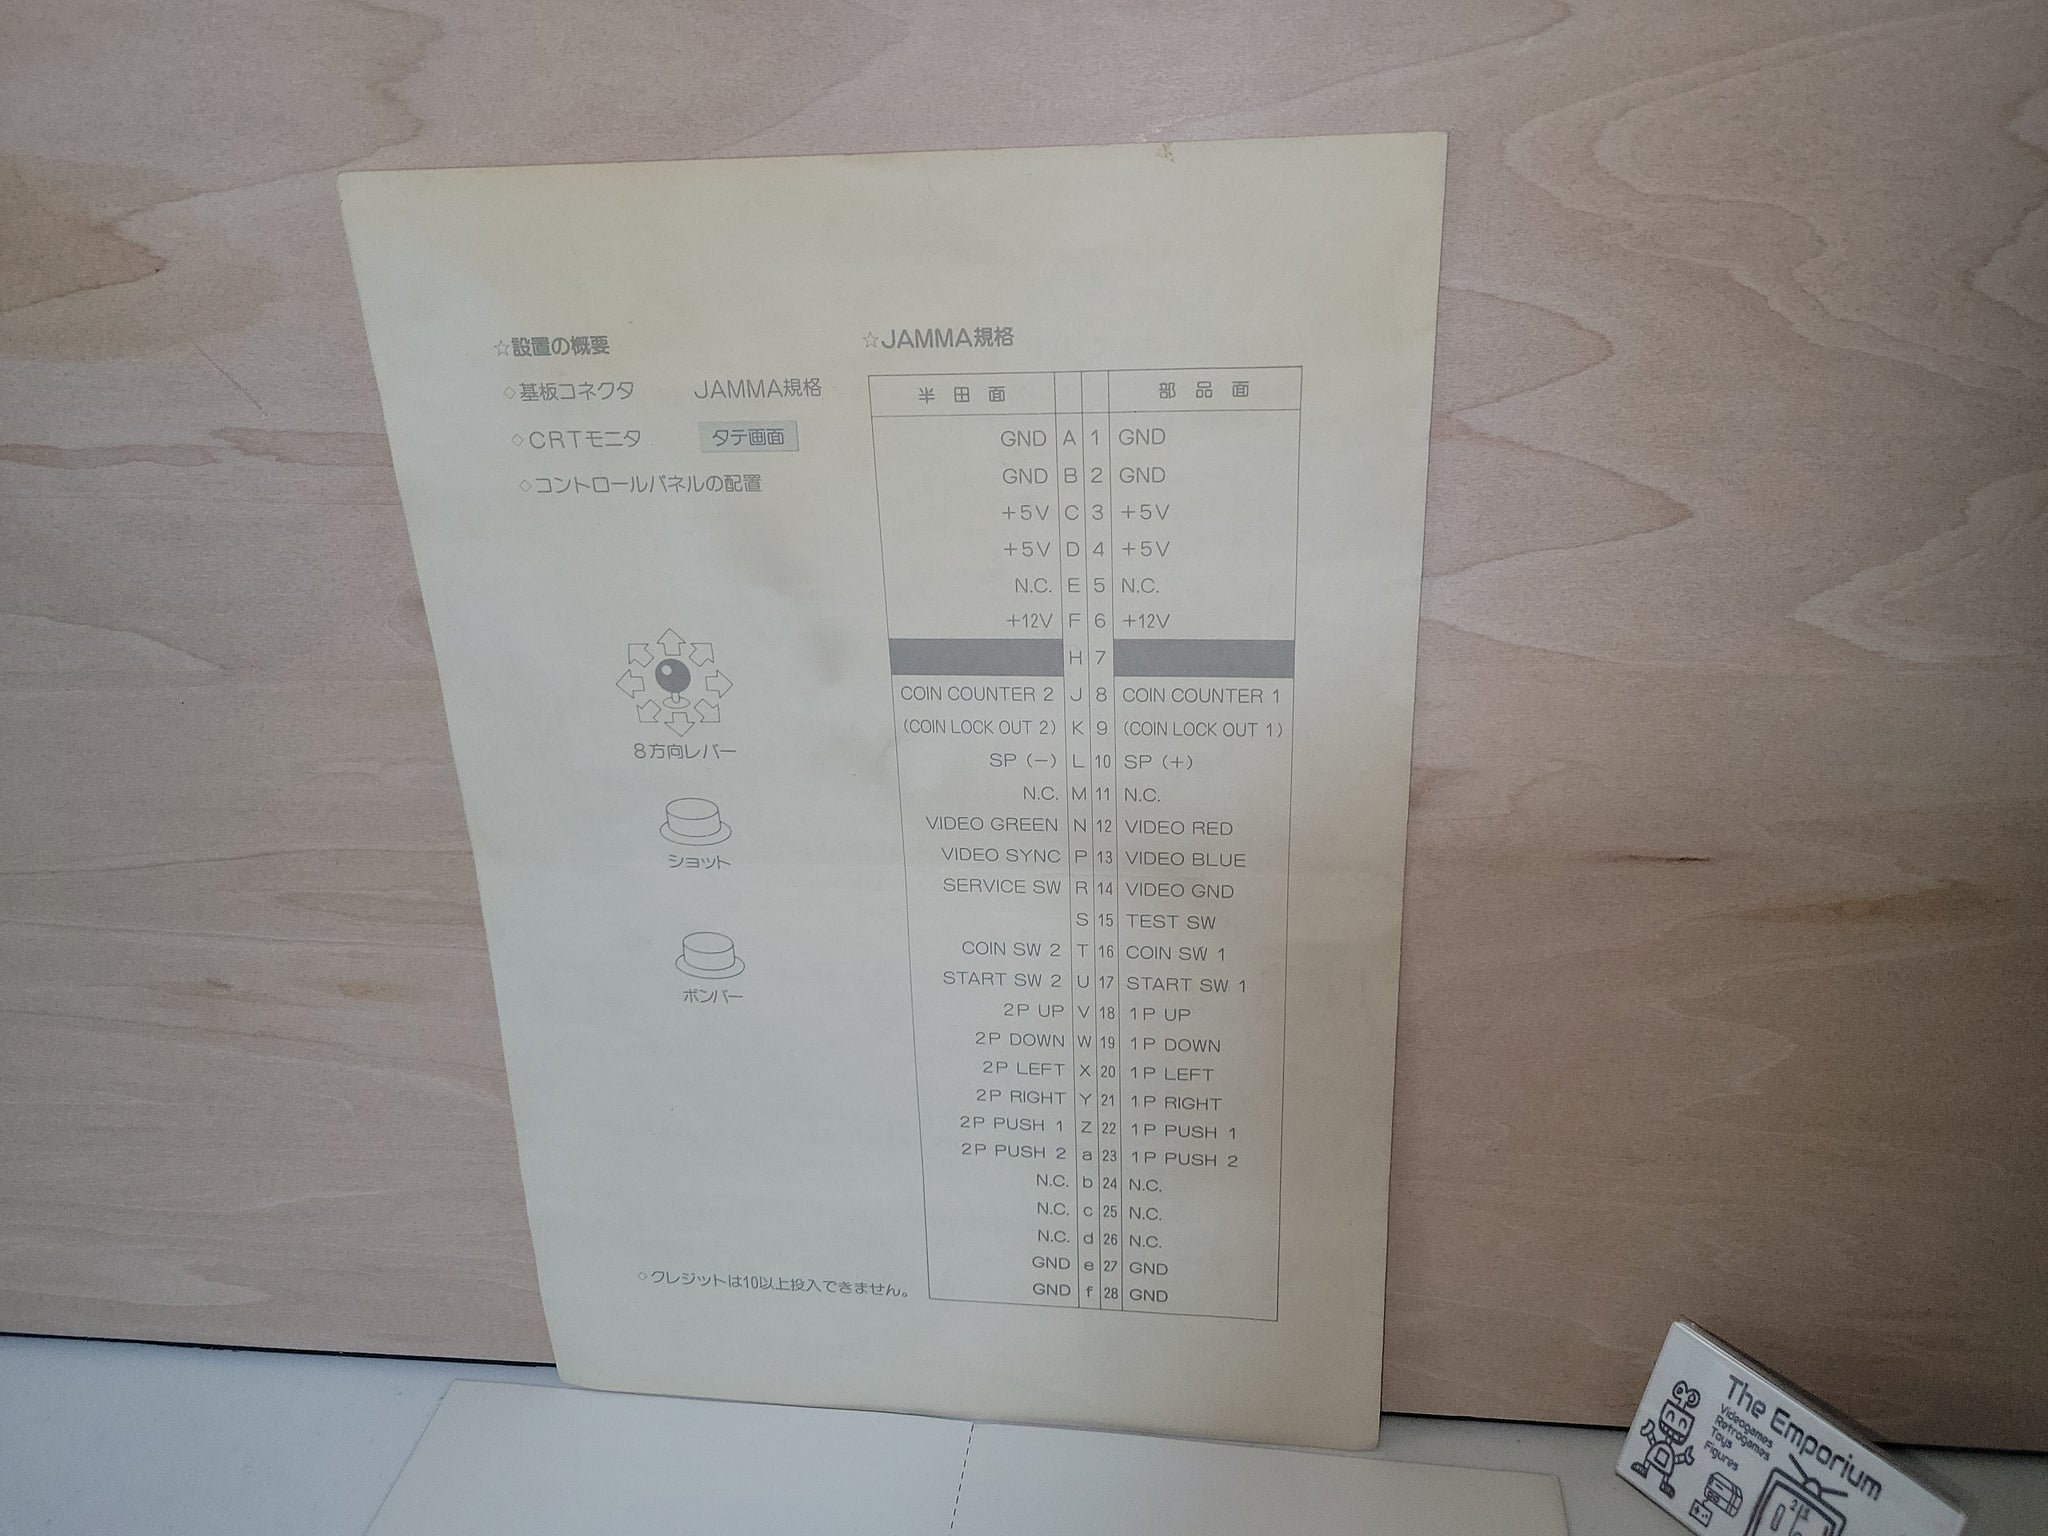 ☆設置の概要
◇基板コネクタ JAMMA規格
◇CRTモニタ タテ画面
◇コントロールパネルの配置
8方向レバー
ショット
ボンバー
◇クレジットは10以上投入できません。
☆JAMMA規格
半田面 部品面
GND A 1 GND
GND B 2 GND
+5V C 3 +5V
+5V D 4 +5V
N.C. E 5 N.C.
+12V F 6 +12V
H 7
COIN COUNTER 2 J 8 COIN COUNTER 1
(COIN LOCK OUT 2) K 9 (COIN LOCK OUT 1)
SP (−) L 10 SP (+)
N.C. M 11 N.C.
VIDEO GREEN N 12 VIDEO RED
VIDEO SYNC P 13 VIDEO BLUE
SERVICE SW R 14 VIDEO GND
S 15 TEST SW
COIN SW 2 T 16 COIN SW 1
START SW 2 U 17 START SW 1
2P UP V 18 1P UP
2P DOWN W 19 1P DOWN
2P LEFT X 20 1P LEFT
2P RIGHT Y 21 1P RIGHT
2P PUSH 1 Z 22 1P PUSH 1
2P PUSH 2 a 23 1P PUSH 2
N.C. b 24 N.C.
N.C. c 25 N.C.
N.C. d 26 N.C.
GND e 27 GND
GND f 28 GND
The Emporium
Videogames
Retrogames
Toys
Figures